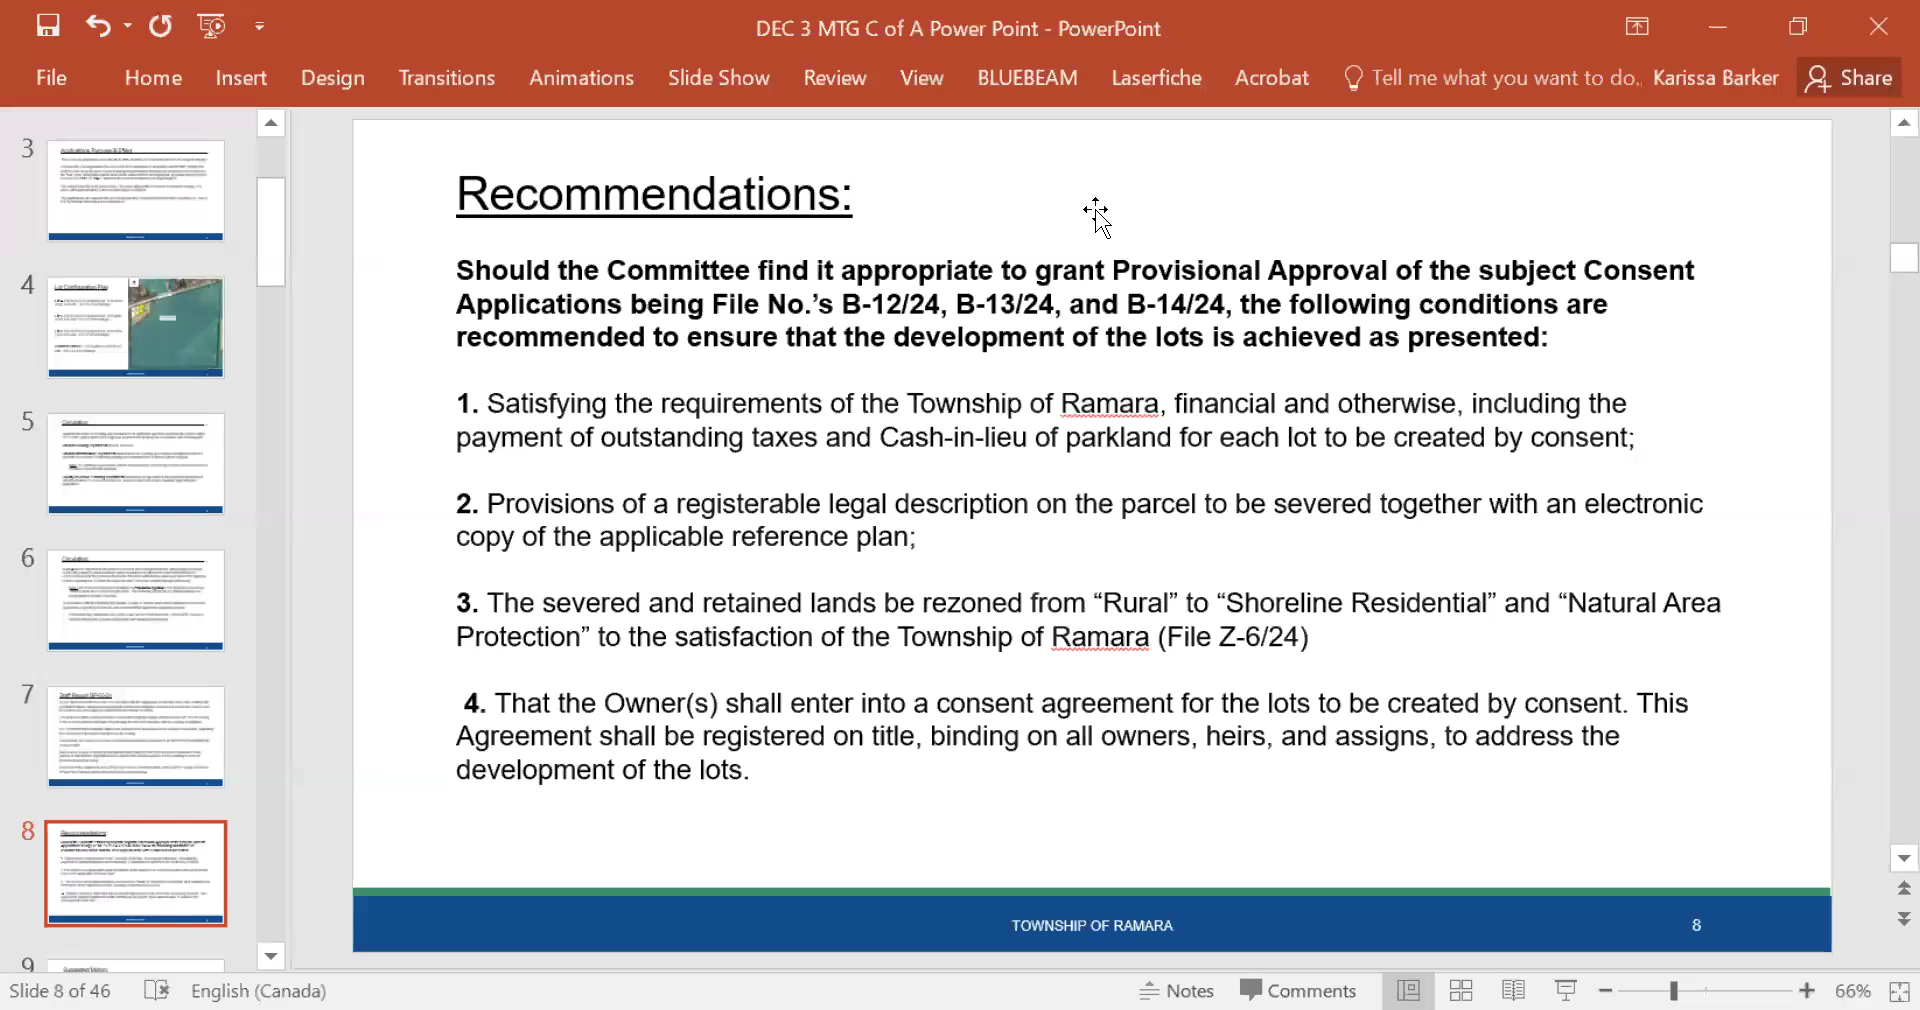 DEC 3 MTG C of A Power Point - PowerPoint
File Home Insert Design Transitions Animations Slide Show Review View BLUEBEAM Laserfiche Acrobat Tell me what you want to do. Karissa Barker Share
3
4
5
6
7
8
9
Recommendations:
Should the Committee find it appropriate to grant Provisional Approval of the subject Consent
Applications being File No.’s B-12/24, B-13/24, and B-14/24, the following conditions are
recommended to ensure that the development of the lots is achieved as presented:
1. Satisfying the requirements of the Township of Ramara, financial and otherwise, including the
payment of outstanding taxes and Cash-in-lieu of parkland for each lot to be created by consent;
2. Provisions of a registerable legal description on the parcel to be severed together with an electronic
copy of the applicable reference plan;
3. The severed and retained lands be rezoned from “Rural” to “Shoreline Residential” and “Natural Area
Protection” to the satisfaction of the Township of Ramara (File Z-6/24)
4. That the Owner(s) shall enter into a consent agreement for the lots to be created by consent. This
Agreement shall be registered on title, binding on all owners, heirs, and assigns, to address the
development of the lots.
TOWNSHIP OF RAMARA 8
Slide 8 of 46 English (Canada) Notes Comments 66%